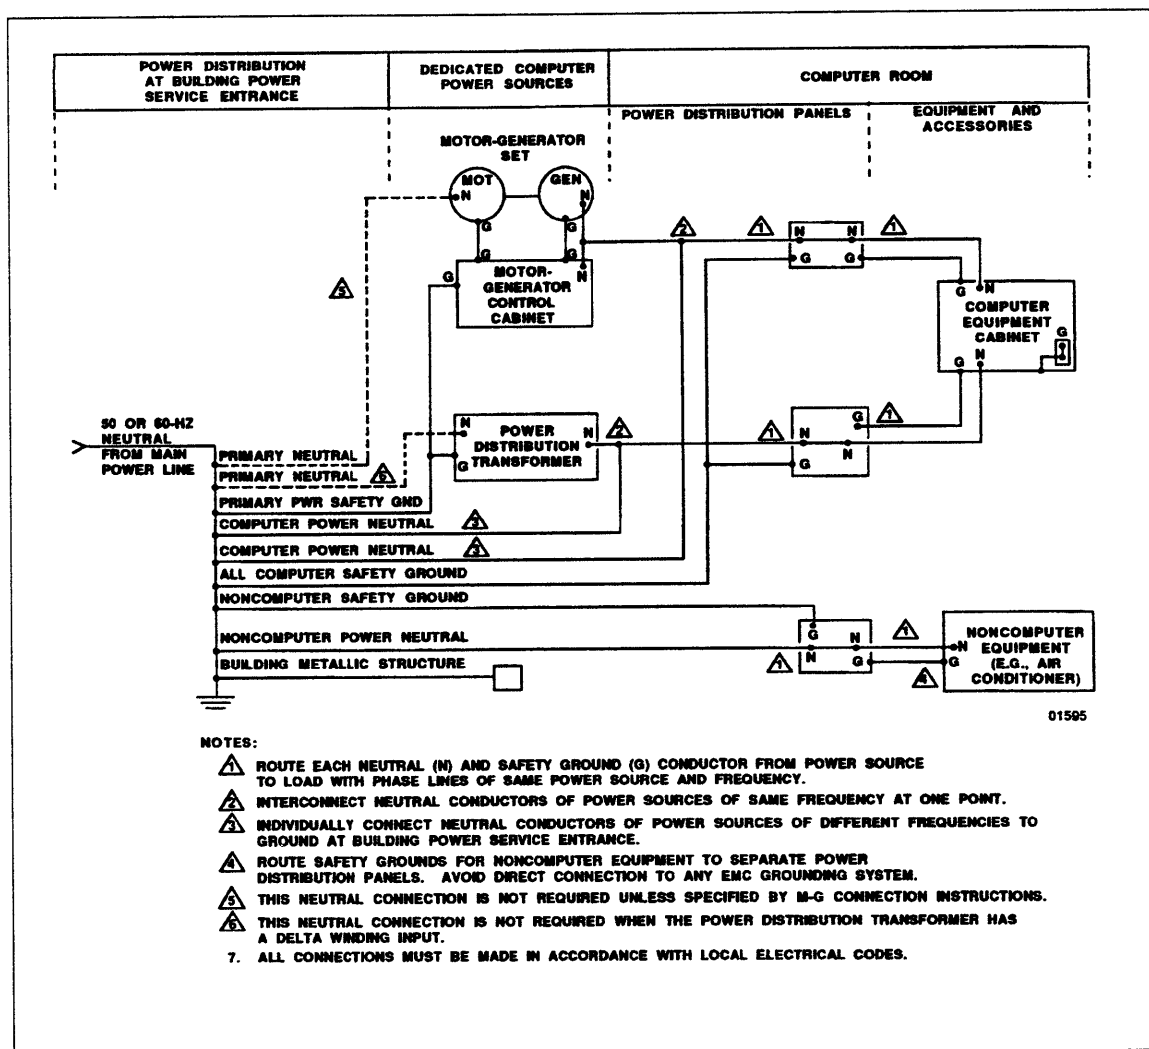 POWER DISTRIBUTION
AT BUILDING POWER
SERVICE ENTRANCE
DEDICATED COMPUTER
POWER SOURCES
COMPUTER ROOM
POWER DISTRIBUTION PANELS
EQUIPMENT AND
ACCESSORIES
MOTOR-GENERATOR
SET
MOT
GEN
N
N
G
G
G
G
N
G
MOTOR-
GENERATOR
CONTROL
CABINET
5
2
1
N
N
1
G
G
G
N
COMPUTER
EQUIPMENT
CABINET
G
G
N
50 OR 60-HZ
NEUTRAL
FROM MAIN
POWER LINE
N
POWER
DISTRIBUTION
TRANSFORMER
N
G
2
1
G
1
N
N
G
PRIMARY NEUTRAL
PRIMARY NEUTRAL
6
PRIMARY PWR SAFETY GND
COMPUTER POWER NEUTRAL
3
COMPUTER POWER NEUTRAL
3
ALL COMPUTER SAFETY GROUND
NONCOMPUTER SAFETY GROUND
NONCOMPUTER POWER NEUTRAL
BUILDING METALLIC STRUCTURE
G
N
1
1
N
G
N
G
4
NONCOMPUTER
EQUIPMENT
(E.G., AIR
CONDITIONER)
01595
NOTES:
1 ROUTE EACH NEUTRAL (N) AND SAFETY GROUND (G) CONDUCTOR FROM POWER SOURCE
TO LOAD WITH PHASE LINES OF SAME POWER SOURCE AND FREQUENCY.
2 INTERCONNECT NEUTRAL CONDUCTORS OF POWER SOURCES OF SAME FREQUENCY AT ONE POINT.
3 INDIVIDUALLY CONNECT NEUTRAL CONDUCTORS OF POWER SOURCES OF DIFFERENT FREQUENCIES TO
GROUND AT BUILDING POWER SERVICE ENTRANCE.
4 ROUTE SAFETY GROUNDS FOR NONCOMPUTER EQUIPMENT TO SEPARATE POWER
DISTRIBUTION PANELS. AVOID DIRECT CONNECTION TO ANY EMC GROUNDING SYSTEM.
5 THIS NEUTRAL CONNECTION IS NOT REQUIRED UNLESS SPECIFIED BY M-G CONNECTION INSTRUCTIONS.
6 THIS NEUTRAL CONNECTION IS NOT REQUIRED WHEN THE POWER DISTRIBUTION TRANSFORMER HAS
A DELTA WINDING INPUT.
7. ALL CONNECTIONS MUST BE MADE IN ACCORDANCE WITH LOCAL ELECTRICAL CODES.